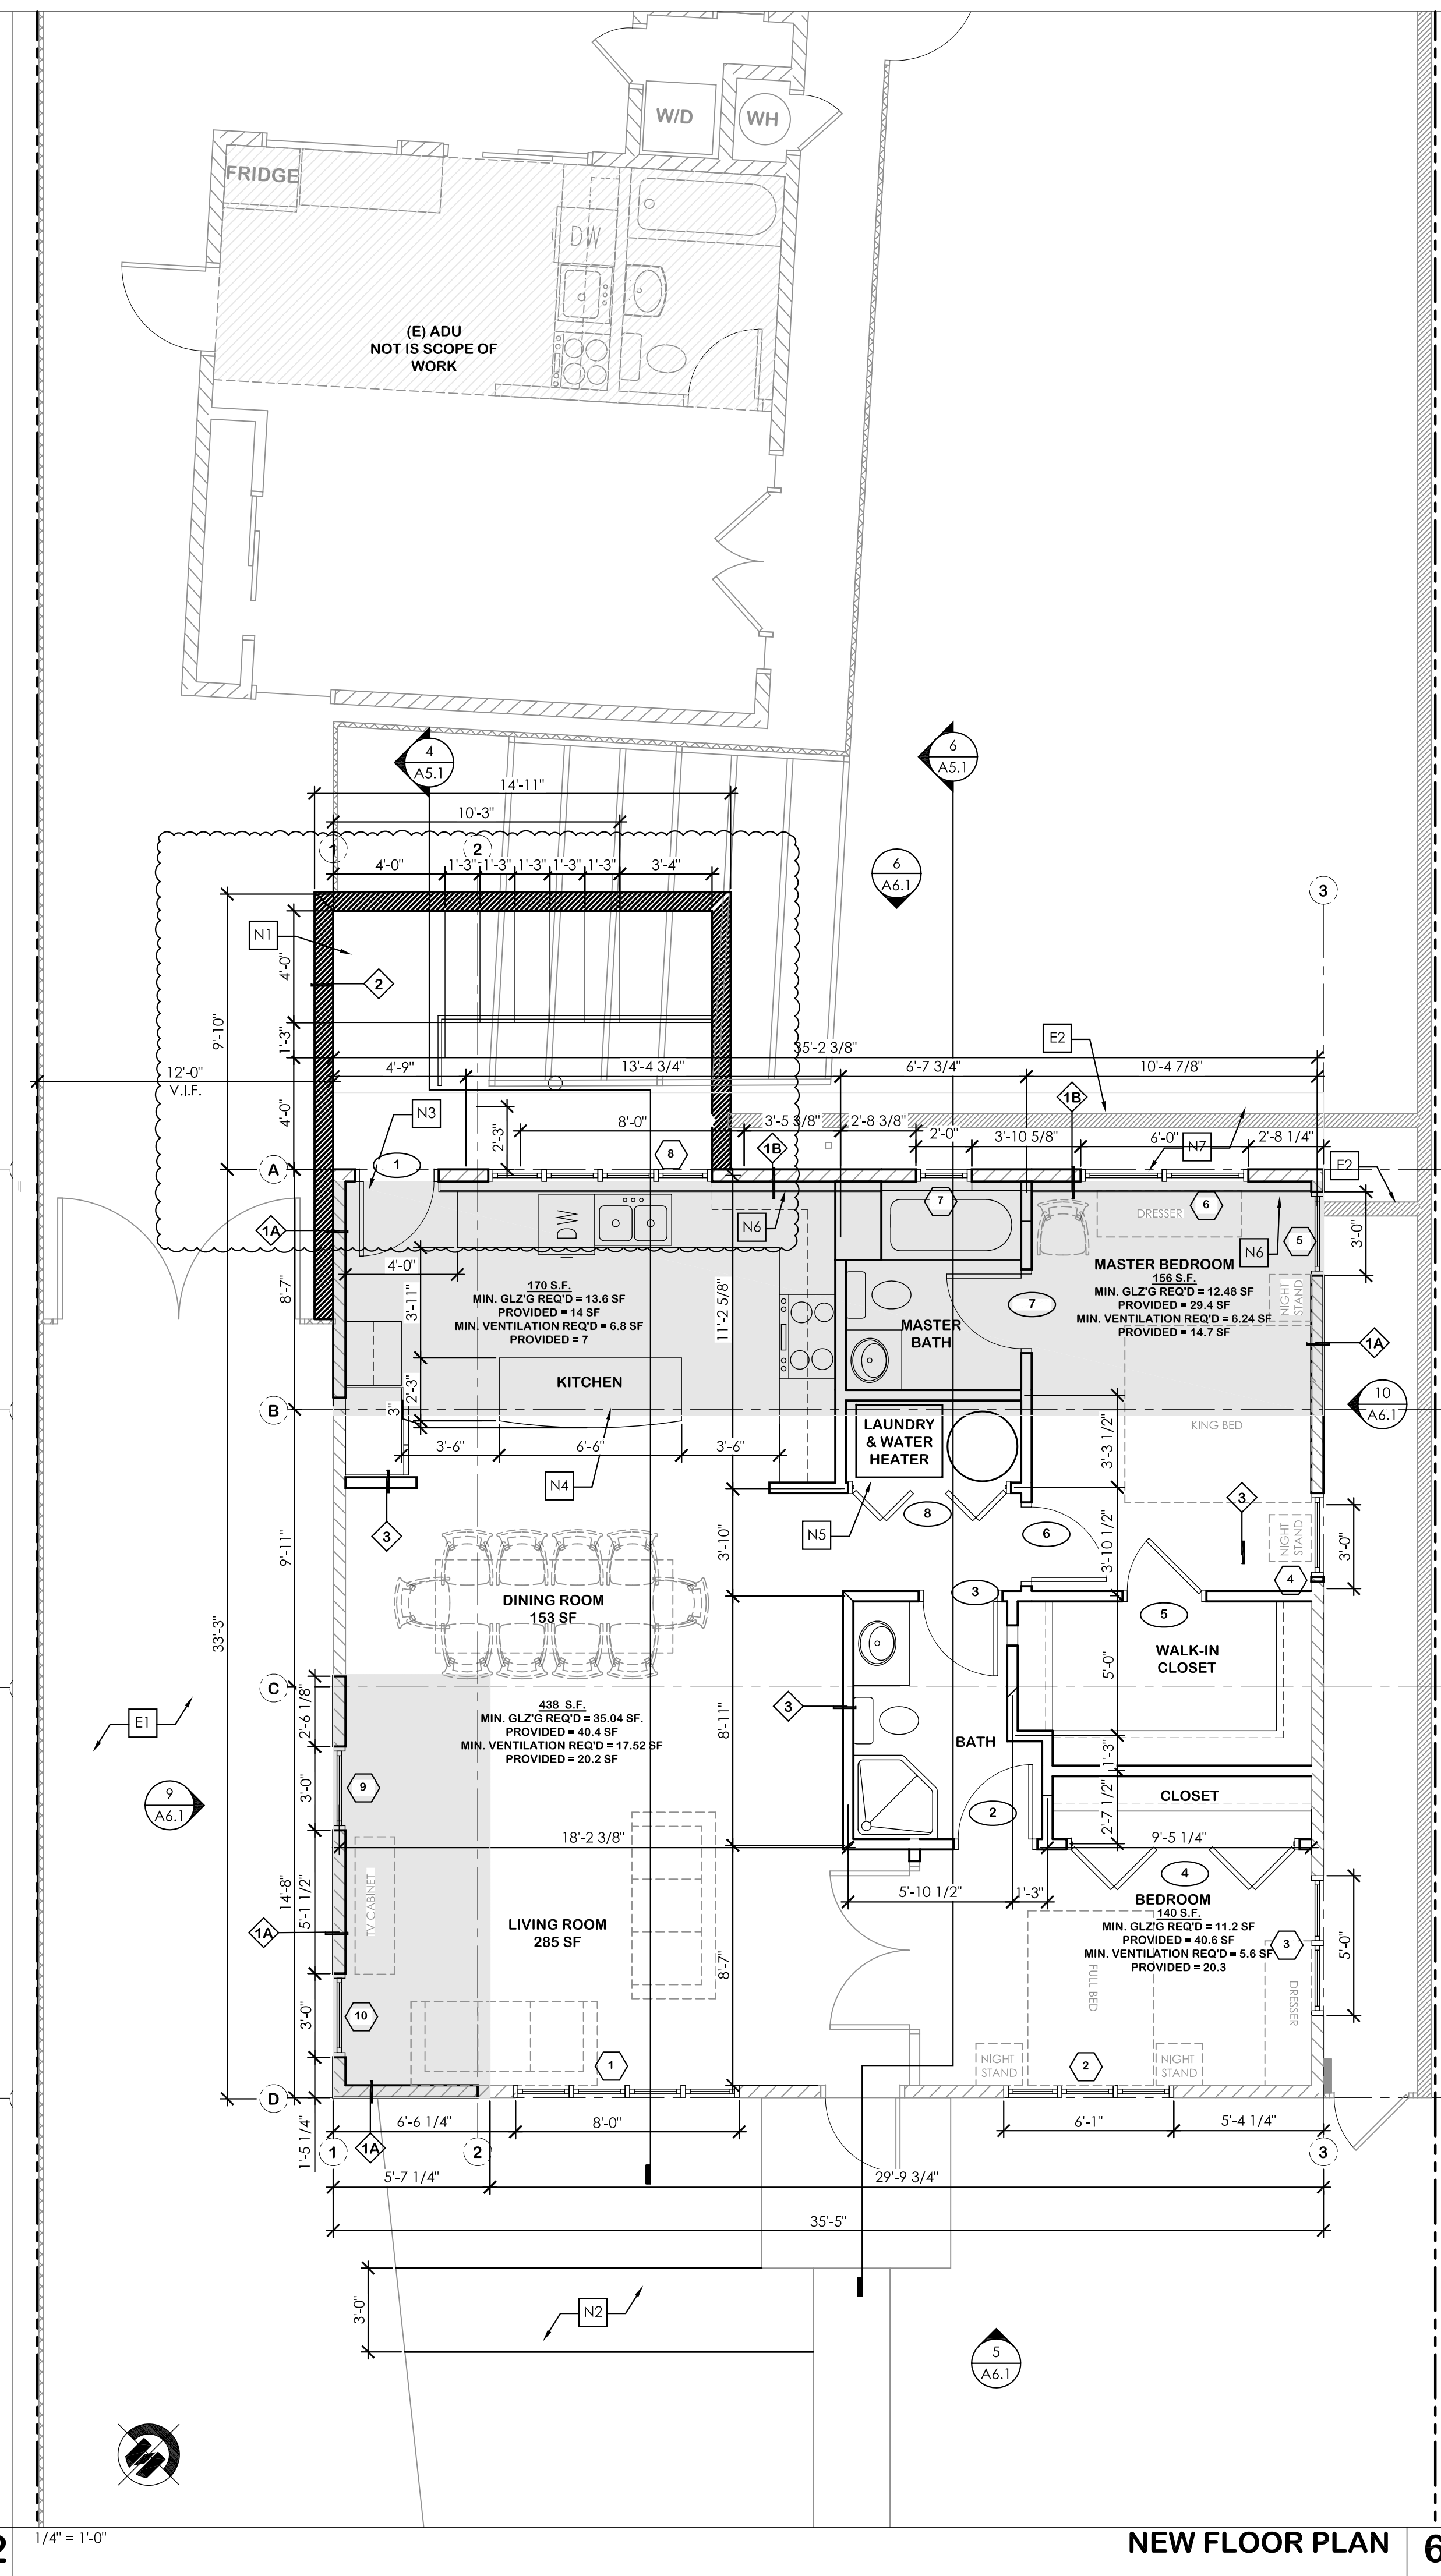 W/D
WH
FRIDGE
DW
(E) ADU
NOT IS SCOPE OF
WORK
4
A5.1
6
A5.1
14'-11"
10'-3"
1
2
4'-0"
1'-3"
1'-3"
1'-3"
1'-3"
1'-3"
3'-4"
6
A6.1
3
N1
4'-0"
2
9'-10"
1'-3"
35'-2 3/8"
E2
12'-0"
V.I.F.
4'-9"
13'-4 3/4"
6'-7 3/4"
10'-4 7/8"
1B
N3
4'-0"
2'-3"
8'-0"
3'-5 3/8"
2'-8 3/8"
2'-0"
3'-10 5/8"
6'-0"
2'-8 1/4"
N7
A
1
8
1B
E2
7
6
DRESSER
1A
DW
N6
5
N6
3'-0"
4'-0"
8'-7"
3'-11"
170 S.F.
MIN. GLZ'G REQ'D = 13.6 SF
PROVIDED = 14 SF
MIN. VENTILATION REQ'D = 6.8 SF
PROVIDED = 7
11'-2 5/8"
MASTER BEDROOM
156 S.F.
MIN. GLZ'G REQ'D = 12.48 SF
PROVIDED = 29.4 SF
MIN. VENTILATION REQ'D = 6.24 SF
PROVIDED = 14.7 SF
NIGHT
STAND
7
MASTER
BATH
1A
KITCHEN
2'-3"
3"
B
10
A6.1
LAUNDRY
& WATER
HEATER
KING BED
3'-6"
6'-6"
3'-6"
3'-3 1/2"
N4
3
N5
8
6
3
3'-10"
3'-10 1/2"
NIGHT
STAND
3'-0"
9'-11"
4
3
5
DINING ROOM
153 SF
33'-3"
WALK-IN
CLOSET
5'-0"
C
2'-6 1/8"
438 S.F.
MIN. GLZ'G REQ'D = 35.04 SF.
PROVIDED = 40.4 SF
MIN. VENTILATION REQ'D = 17.52 SF
PROVIDED = 20.2 SF
3
8'-11"
E1
BATH
1'-3"
9
3'-0"
9
A6.1
CLOSET
2
2'-7 1/2"
18'-2 3/8"
9'-5 1/4"
4
14'-8"
5'-1 1/2"
TV CABINET
5'-10 1/2"
1'-3"
BEDROOM
140 S.F.
MIN. GLZ'G REQ'D = 11.2 SF
PROVIDED = 40.6 SF
MIN. VENTILATION REQ'D = 5.6 SF
PROVIDED = 20.3
1A
LIVING ROOM
285 SF
3
5'-0"
8'-7"
FULL BED
DRESSER
10
3'-0"
1
2
NIGHT
STAND
NIGHT
STAND
D
6'-6 1/4"
8'-0"
6'-1"
5'-4 1/4"
1'-5 1/4"
1
1A
2
3
5'-7 1/4"
29'-9 3/4"
35'-5"
3'-0"
N2
5
A6.1
1/4" = 1'-0"
NEW FLOOR PLAN
6